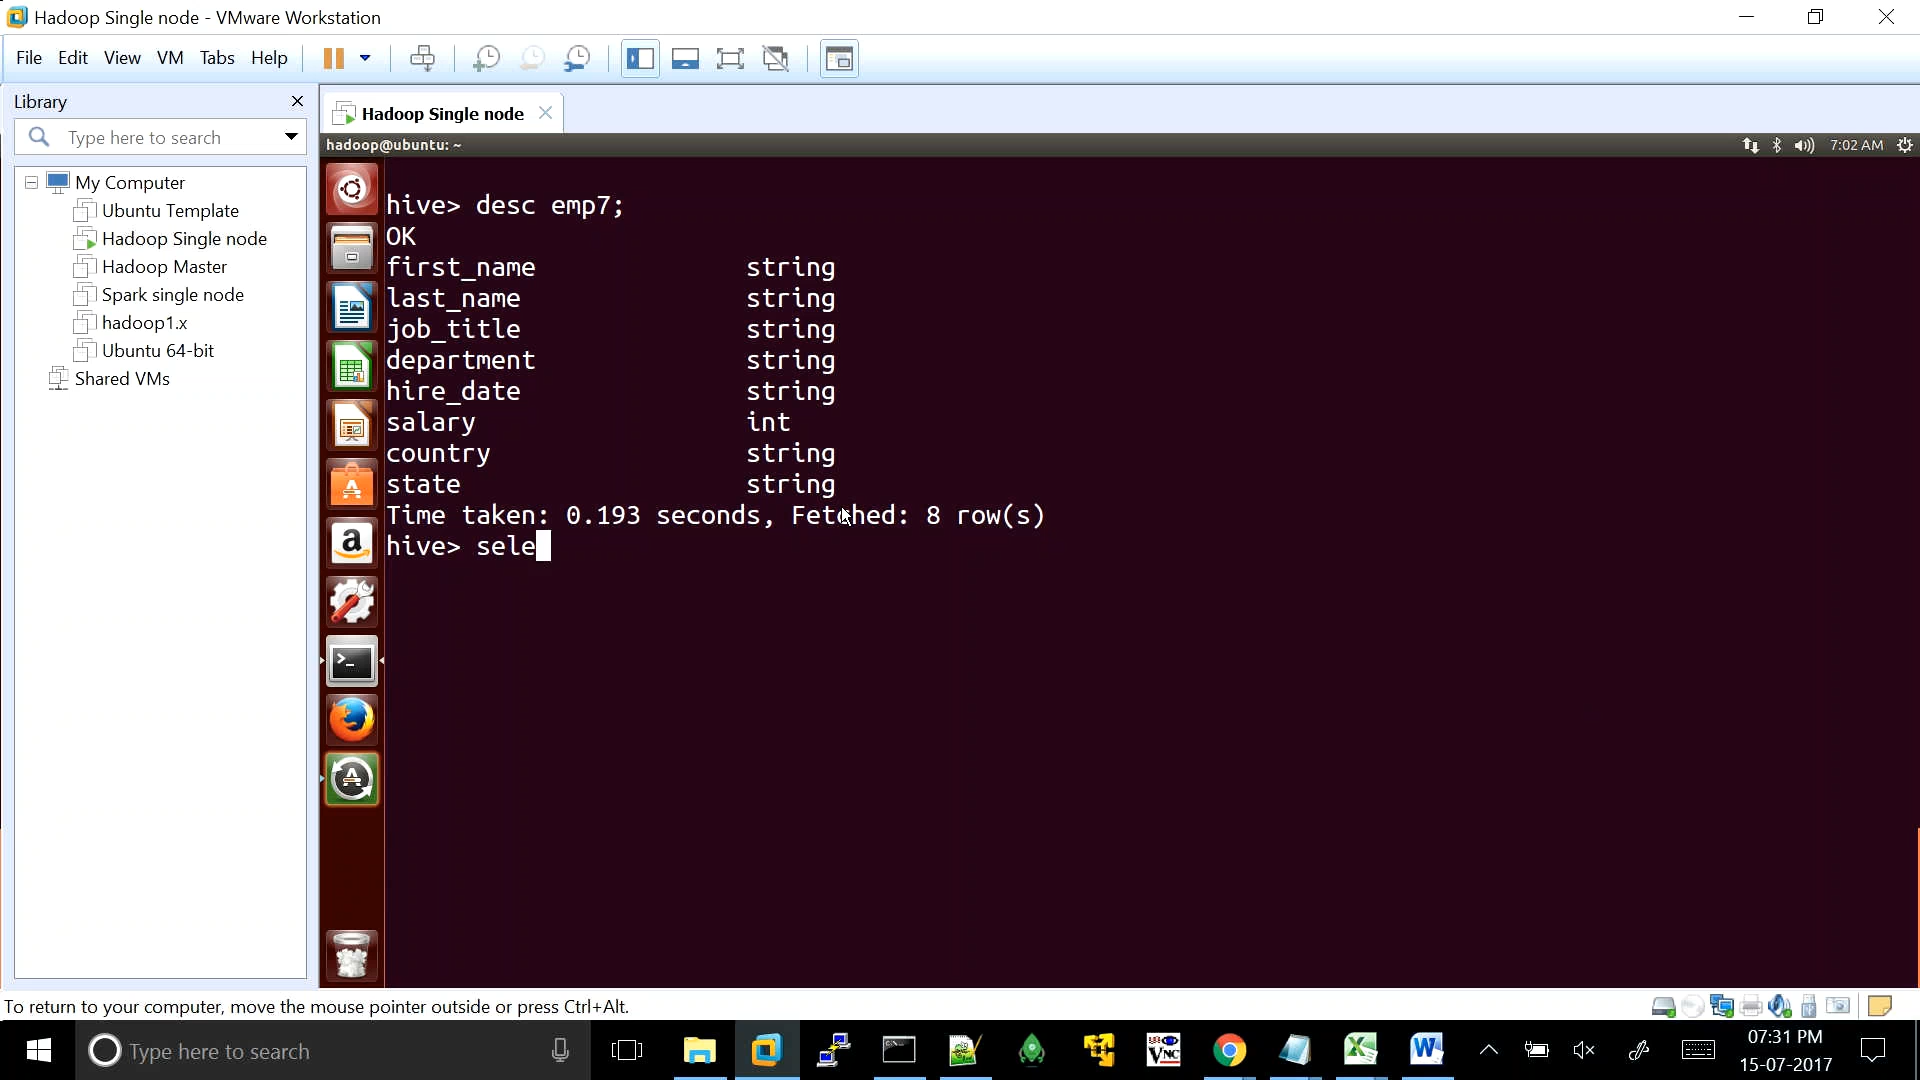 Hadoop Single node - VMware Workstation
File Edit View VM Tabs Help
Library
Type here to search
My Computer
Ubuntu Template
Hadoop Single node
Hadoop Master
Spark single node
hadoop1.x
Ubuntu 64-bit
Shared VMs
Hadoop Single node
hadoop@ubuntu: ~
7:02 AM
hive> desc emp7;
OK
first_name string
last_name string
job_title string
department string
hire_date string
salary int
country string
state string
Time taken: 0.193 seconds, Fetched: 8 row(s)
hive> sele
To return to your computer, move the mouse pointer outside or press Ctrl+Alt.
Type here to search
07:31 PM
15-07-2017